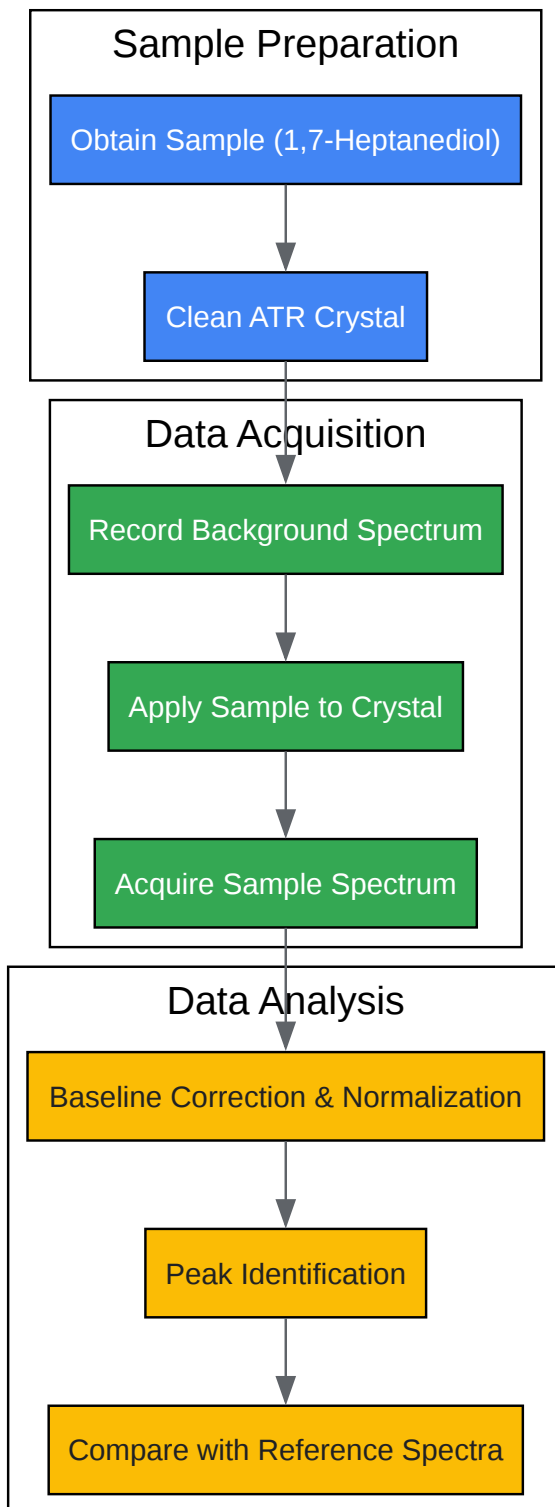 Sample Preparation
Obtain Sample (1,7-Heptanediol)
Clean ATR Crystal
Data Acquisition
Record Background Spectrum
Apply Sample to Crystal
Acquire Sample Spectrum
Data Analysis
Baseline Correction & Normalization
Peak Identification
Compare with Reference Spectra